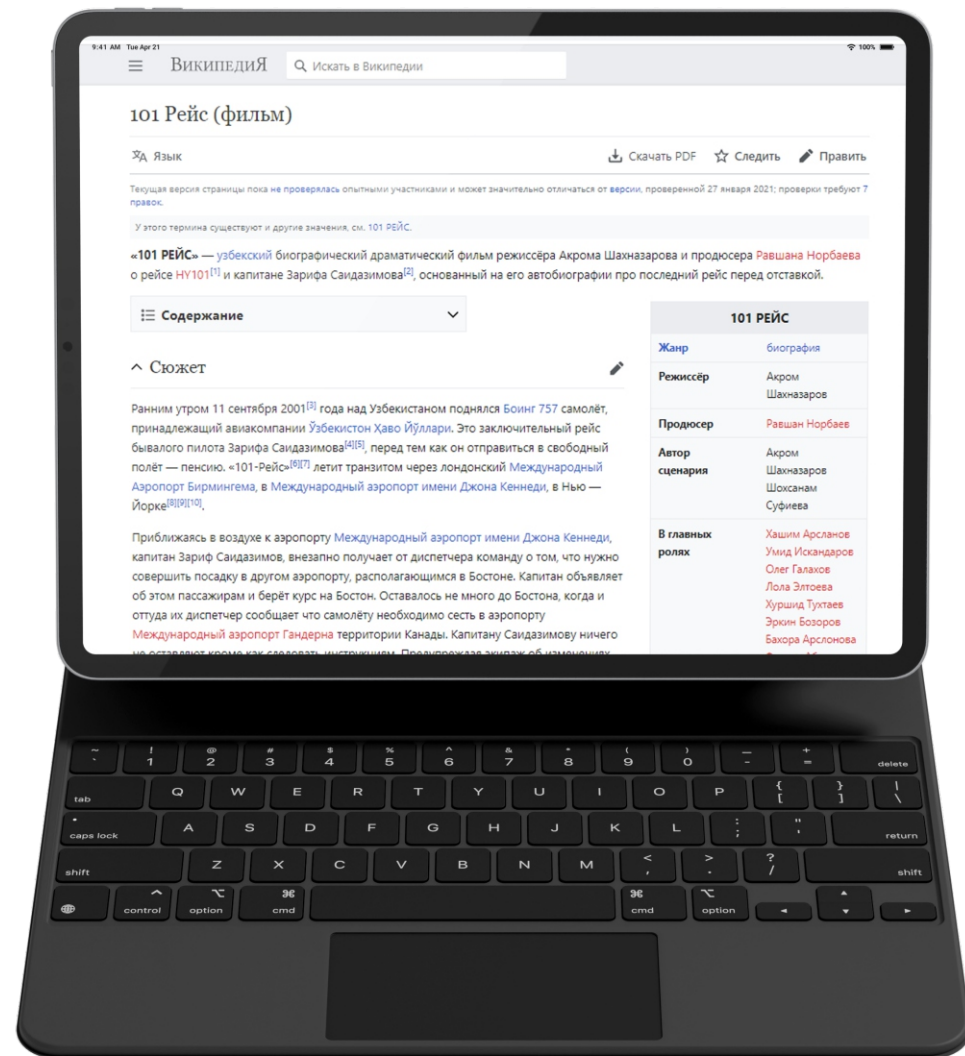 9:41 AM Tue Apr 21
100%
ВикипедиЯ
Искать в Википедии
101 Рейс (фильм)
Язык
Скачать PDF
Следить
Править
Текущая версия страницы пока не проверялась опытными участниками и может значительно отличаться от версии, проверенной 27 января 2021; проверки требуют 7
правок.
У этого термина существуют и другие значения, см. 101 РЕЙС.
«101 РЕЙС» — узбекский биографический драматический фильм режиссёра Акрома Шахназарова и продюсера Равшана Норбаева
о рейсе HY101[1] и капитане Зарифа Саидазимова[2], основанный на его автобиографии про последний рейс перед отставкой.
Содержание
Сюжет
Ранним утром 11 сентября 2001[3] года над Узбекистаном поднялся Боинг 757 самолёт,
принадлежащий авиакомпании Ўзбекистон Ҳаво Йўллари. Это заключительный рейс
бывалого пилота Зарифа Саидазимова[4][5], перед тем как он отправиться в свободный
полёт — пенсию. «101-Рейс»[6][7] летит транзитом через лондонский Международный
Аэропорт Бирмингема, в Международный аэропорт имени Джона Кеннеди, в Нью —
Йорке[8][9][10].
Приближаясь в воздухе к аэропорту Международный аэропорт имени Джона Кеннеди,
капитан Зариф Саидазимов, внезапно получает от диспетчера команду о том, что нужно
совершить посадку в другом аэропорту, располагающимся в Бостоне. Капитан объявляет
об этом пассажирам и берёт курс на Бостон. Оставалось не много до Бостона, когда и
оттуда их диспетчер сообщает что самолёту необходимо сесть в аэропорту
Международный аэропорт Гандерна территории Канады. Капитану Саидазимову ничего
не оставляют кроме как следовать инструкциям. Предупреждая экипаж об изменениях
101 РЕЙС
Жанр биография
Режиссёр Акром
Шахназаров
Продюсер Равшан Норбаев
Автор Акром
сценария Шахназаров
Шохсанам
Суфиева
В главных Хашим Арсланов
ролях Умид Искандаров
Олег Галахов
Лола Элтоева
Хуршид Тухтаев
Эркин Бозоров
Бахора Арслонова
~ ! @ # $ % ^ & * ( ) _ +
` 1 2 3 4 5 6 7 8 9 0 - = delete
tab Q W E R T Y U I O P { [ } ] | \
caps lock A S D F G H J K L : ; " ' return
shift Z X C V B N M < , > . ? / shift
control option cmd cmd option